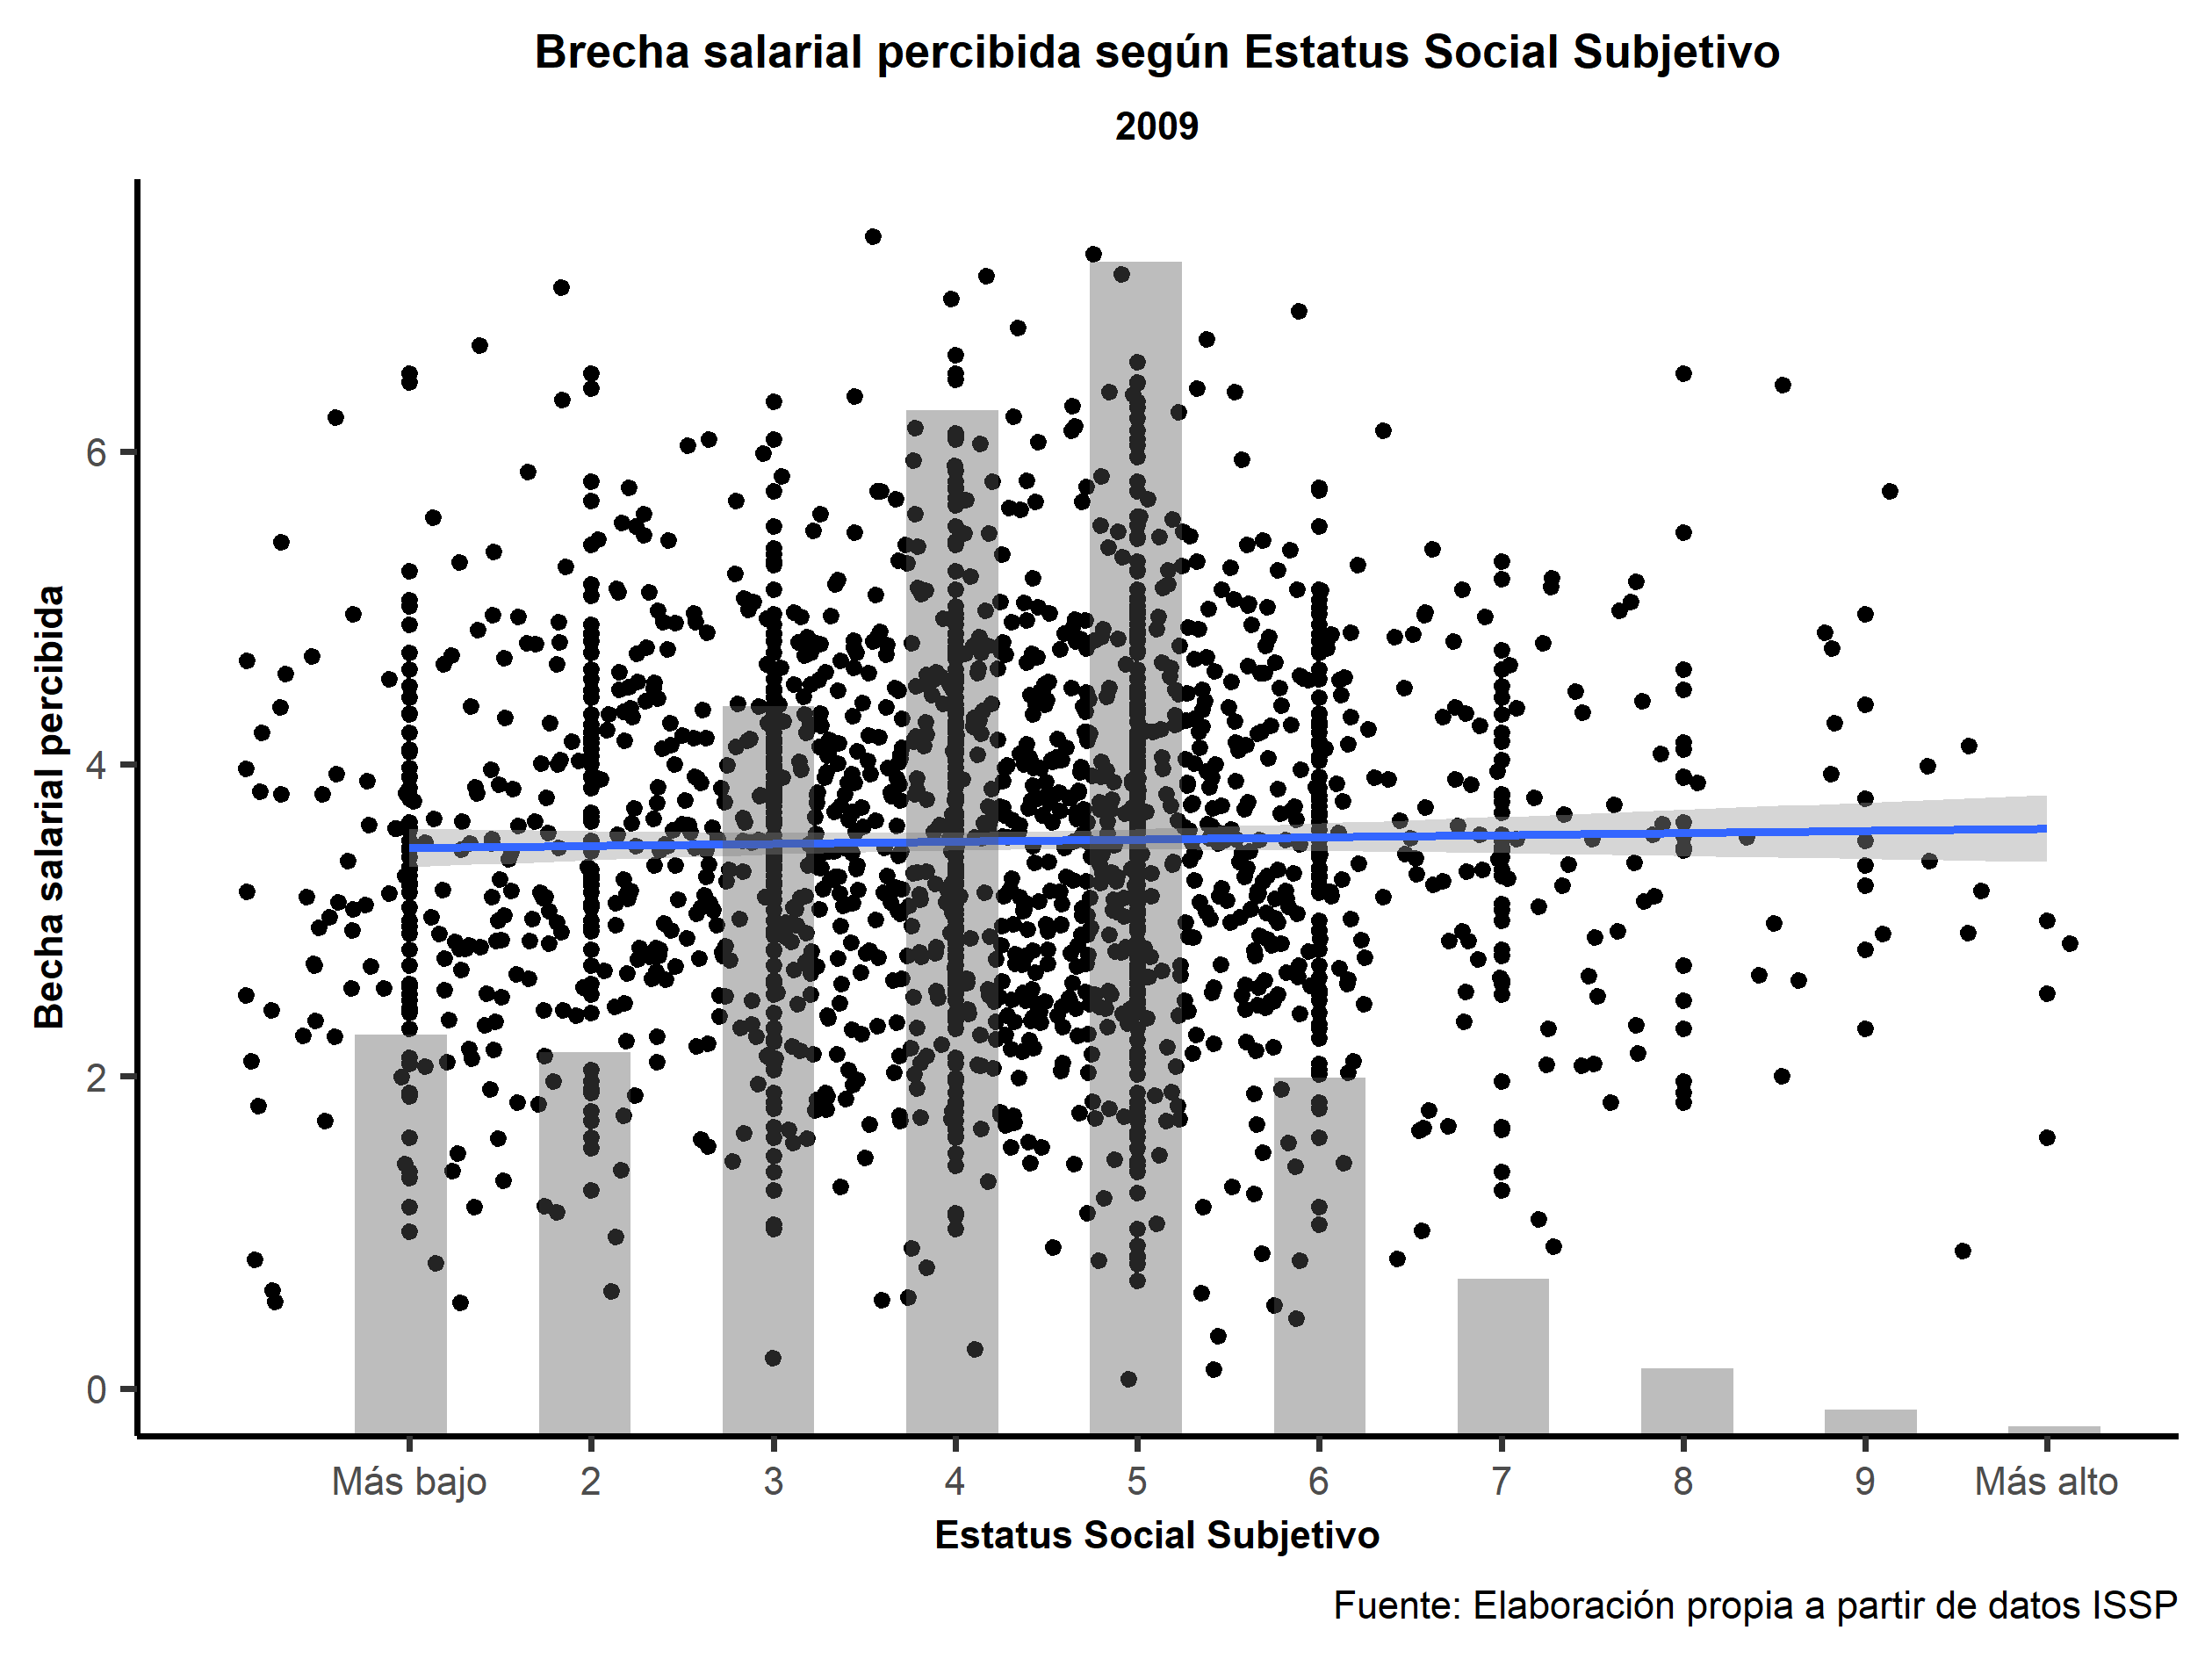 Brecha salarial percibida según Estatus Social Subjetivo
2009
Becha salarial percibida
6
4
2
0
Más bajo 2 3 4 5 6 7 8 9 Más alto
Estatus Social Subjetivo
Fuente: Elaboración propia a partir de datos ISSP